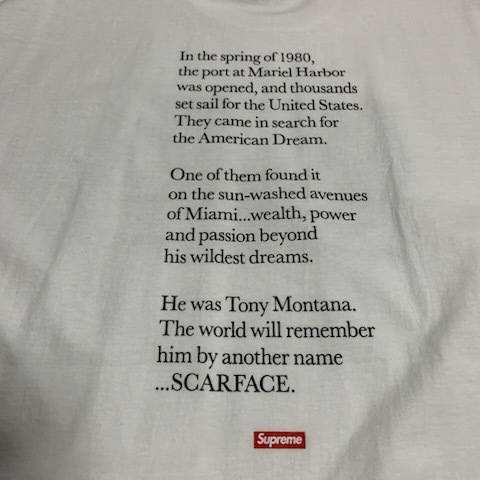 In the spring of 1980,
the port at Mariel Harbor
was opened, and thousands
set sail for the United States.
They came in search for
the American Dream.
One of them found it
on the sun-washed avenues
of Miami...wealth, power
and passion beyond
his wildest dreams.
He was Tony Montana.
The world will remember
him by another name
...SCARFACE.
Supreme